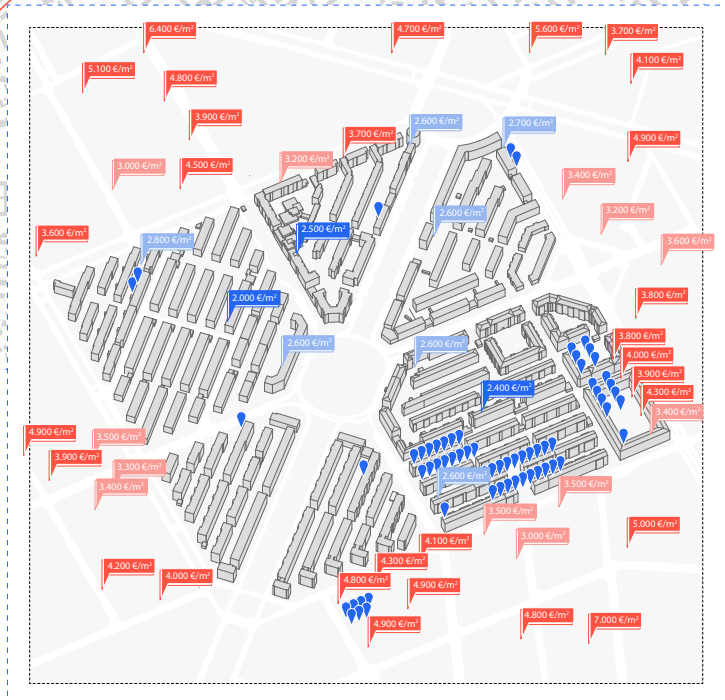 6.400 €/m²
4.700 €/m²
5.600 €/m²
3.700 €/m²
4.100 €/m²
5.100 €/m²
4.800 €/m²
3.900 €/m²
2.600 €/m²
2.700 €/m²
3.700 €/m²
4.900 €/m²
3.000 €/m²
4.500 €/m²
3.200 €/m²
3.400 €/m²
2.600 €/m²
3.200 €/m²
3.600 €/m²
2.500 €/m²
2.800 €/m²
3.600 €/m²
2.000 €/m²
3.800 €/m²
2.600 €/m²
2.600 €/m²
3.800 €/m²
4.000 €/m²
3.900 €/m²
2.400 €/m²
4.300 €/m²
3.400 €/m²
4.900 €/m²
3.500 €/m²
3.900 €/m²
3.300 €/m²
2.600 €/m²
3.400 €/m²
3.500 €/m²
3.500 €/m²
5.000 €/m²
3.000 €/m²
4.100 €/m²
4.300 €/m²
4.200 €/m²
4.000 €/m²
4.800 €/m²
4.900 €/m²
4.900 €/m²
4.800 €/m²
7.000 €/m²